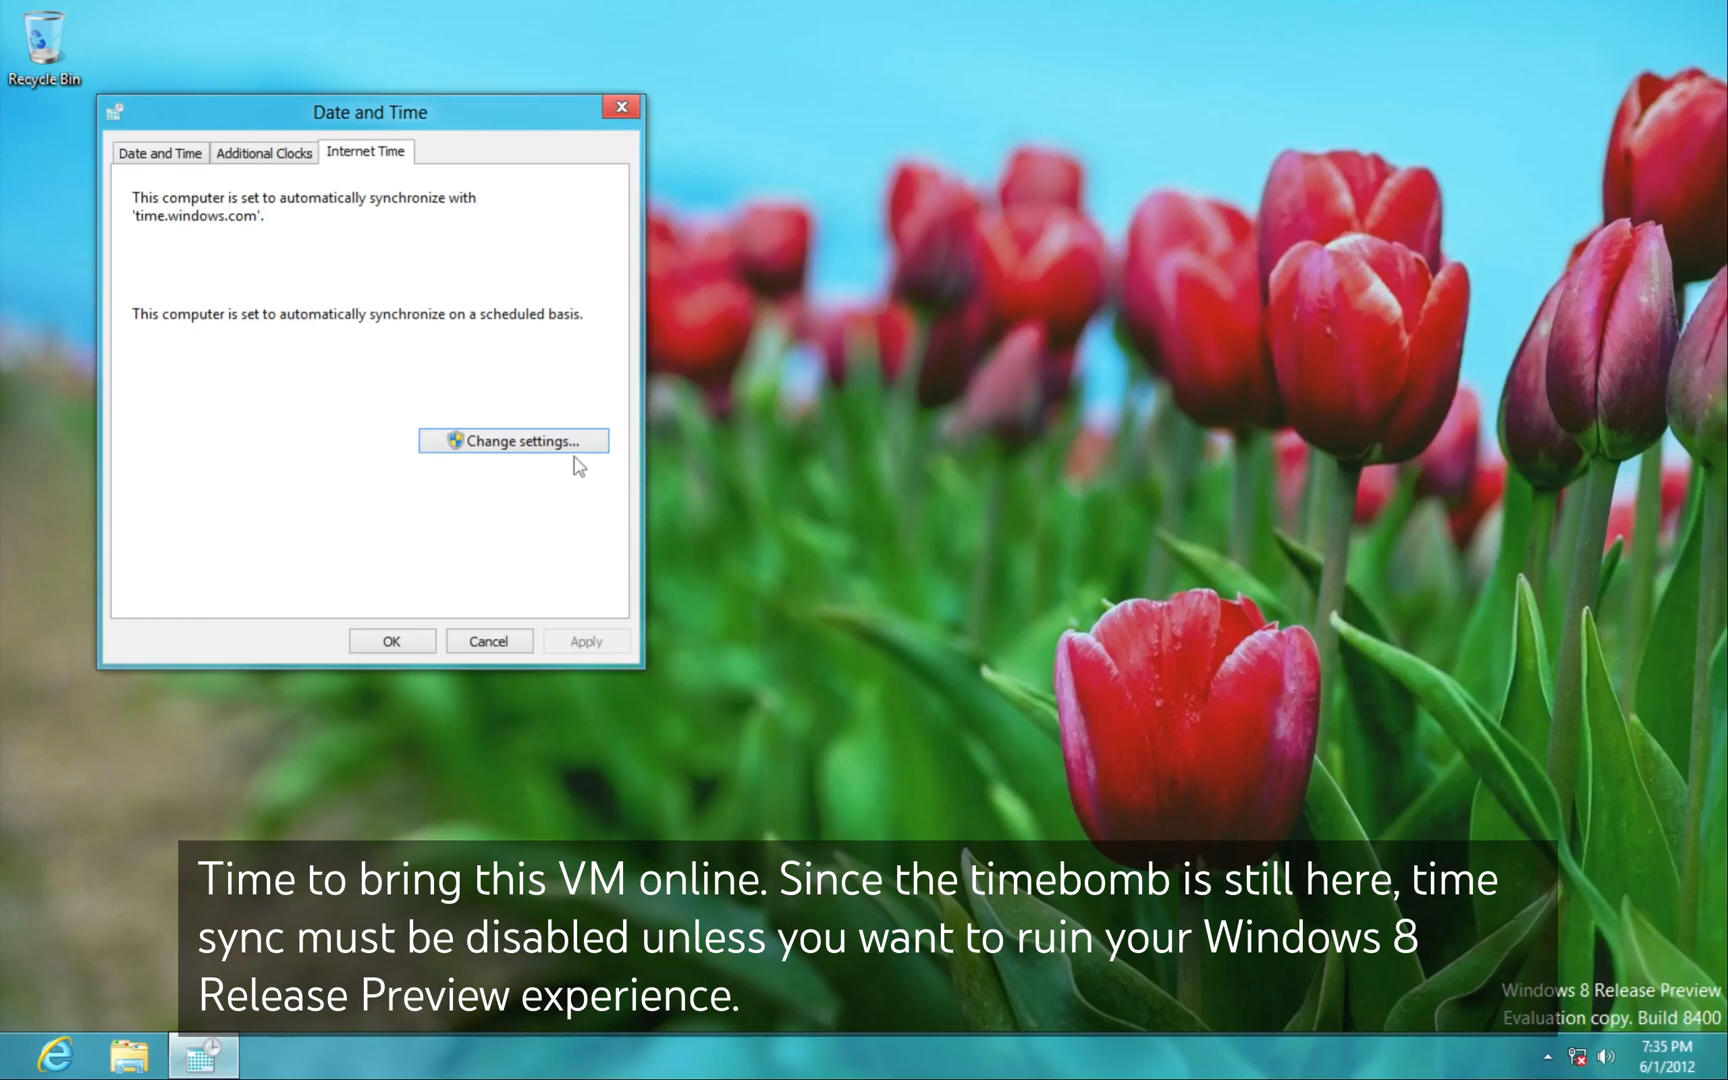 Recycle Bin
Date and Time
Date and Time
Additional Clocks
Internet Time
This computer is set to automatically synchronize with
'time.windows.com'.
This computer is set to automatically synchronize on a scheduled basis.
Change settings...
OK
Cancel
Apply
Time to bring this VM online. Since the timebomb is still here, time
sync must be disabled unless you want to ruin your Windows 8
Release Preview experience.
Windows 8 Release Preview
Evaluation copy. Build 8400
7:35 PM
6/1/2012